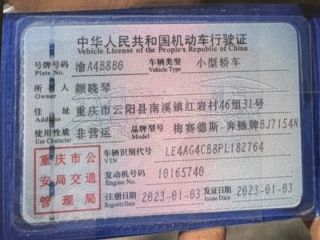 中华人民共和国机动车行驶证
Vehicle License of the People's Republic of China
号牌号码 渝A4B8B0 车辆类型 小型轿车
Plate No. Vehicle Type
所有人 颜晓琴
Owner
住址 重庆市云阳县南溪镇红岩村46组31号
Address
使用性质 非营运 品牌型号 梅赛德斯-奔驰牌BJ7154N
Use Character Model
重庆市公安局交通管理局
车辆识别代号 LE4AG4CB8PL182764
VIN
发动机号码 10165740
Engine No.
注册日期 2023-01-03 发证日期 2023-01-03
Register Date Issue Date